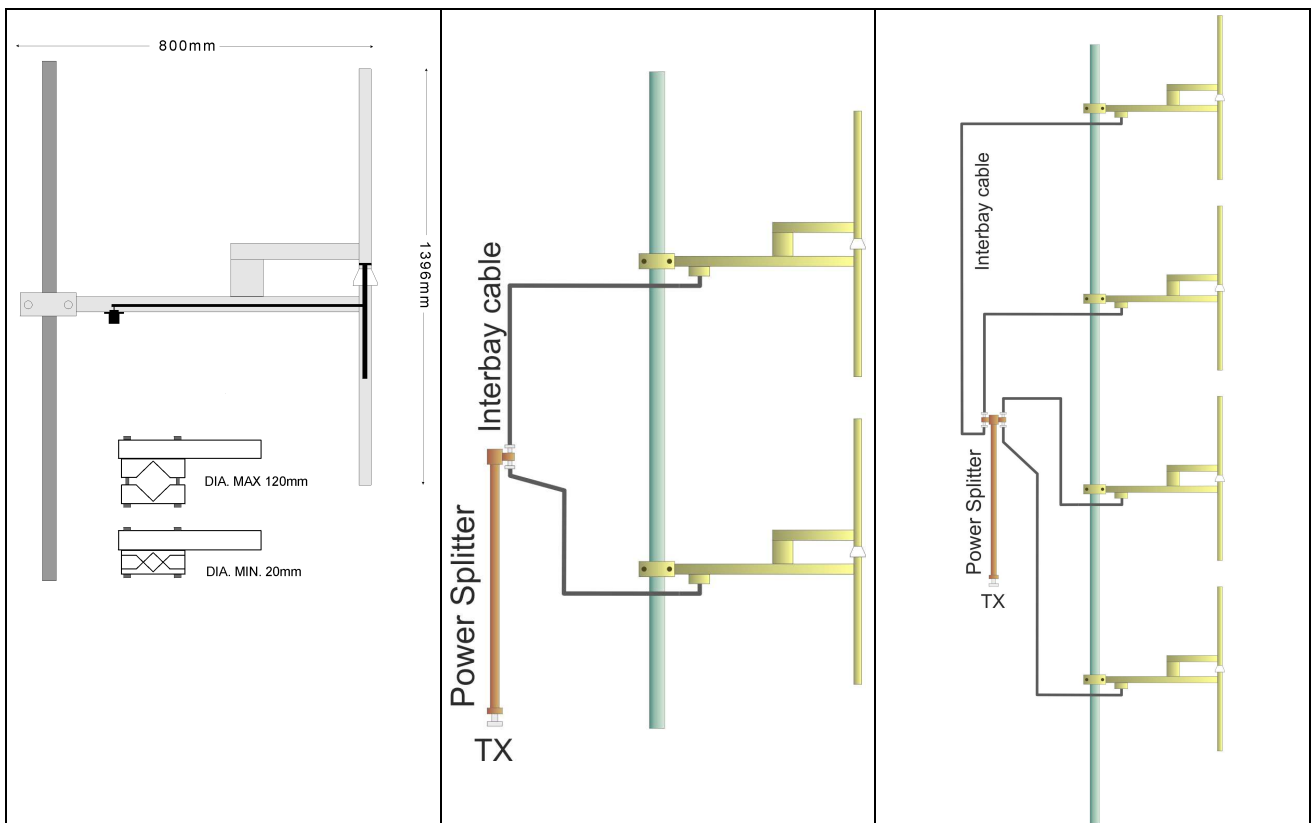 800mm
1396mm
DIA. MAX 120mm
DIA. MIN. 20mm
Interbay cable
Power Splitter
TX
Interbay cable
Power Splitter
TX